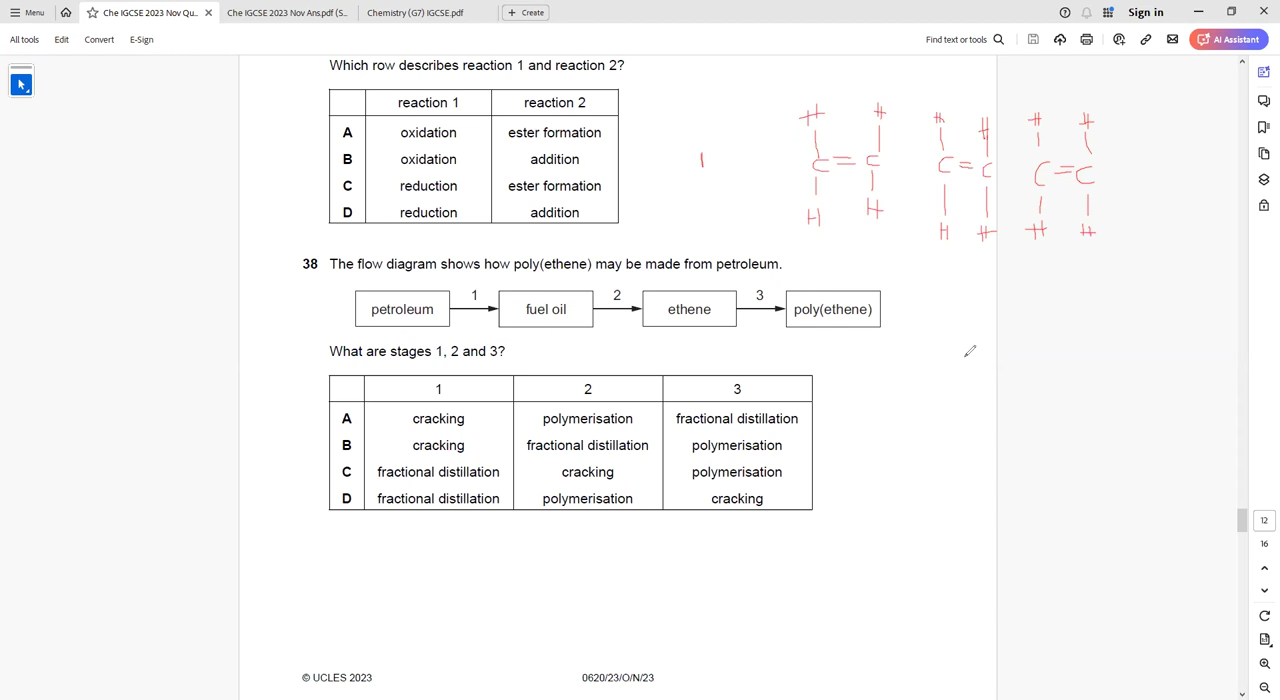 Menu
Che IGCSE 2023 Nov Qu...
Che IGCSE 2023 Nov Ans.pdf (S...
Chemistry (G7) IGCSE.pdf
+ Create
Sign in
All tools
Edit
Convert
E-Sign
Find text or tools
AI Assistant
Which row describes reaction 1 and reaction 2?
reaction 1 reaction 2
A oxidation ester formation
B oxidation addition
C reduction ester formation
D reduction addition
H H H H H H
C = C C = C C = C
H H H H H H
38 The flow diagram shows how poly(ethene) may be made from petroleum.
1 2 3
petroleum fuel oil ethene poly(ethene)
What are stages 1, 2 and 3?
1 2 3
A cracking polymerisation fractional distillation
B cracking fractional distillation polymerisation
C fractional distillation cracking polymerisation
D fractional distillation polymerisation cracking
12
16
© UCLES 2023 0620/23/O/N/23